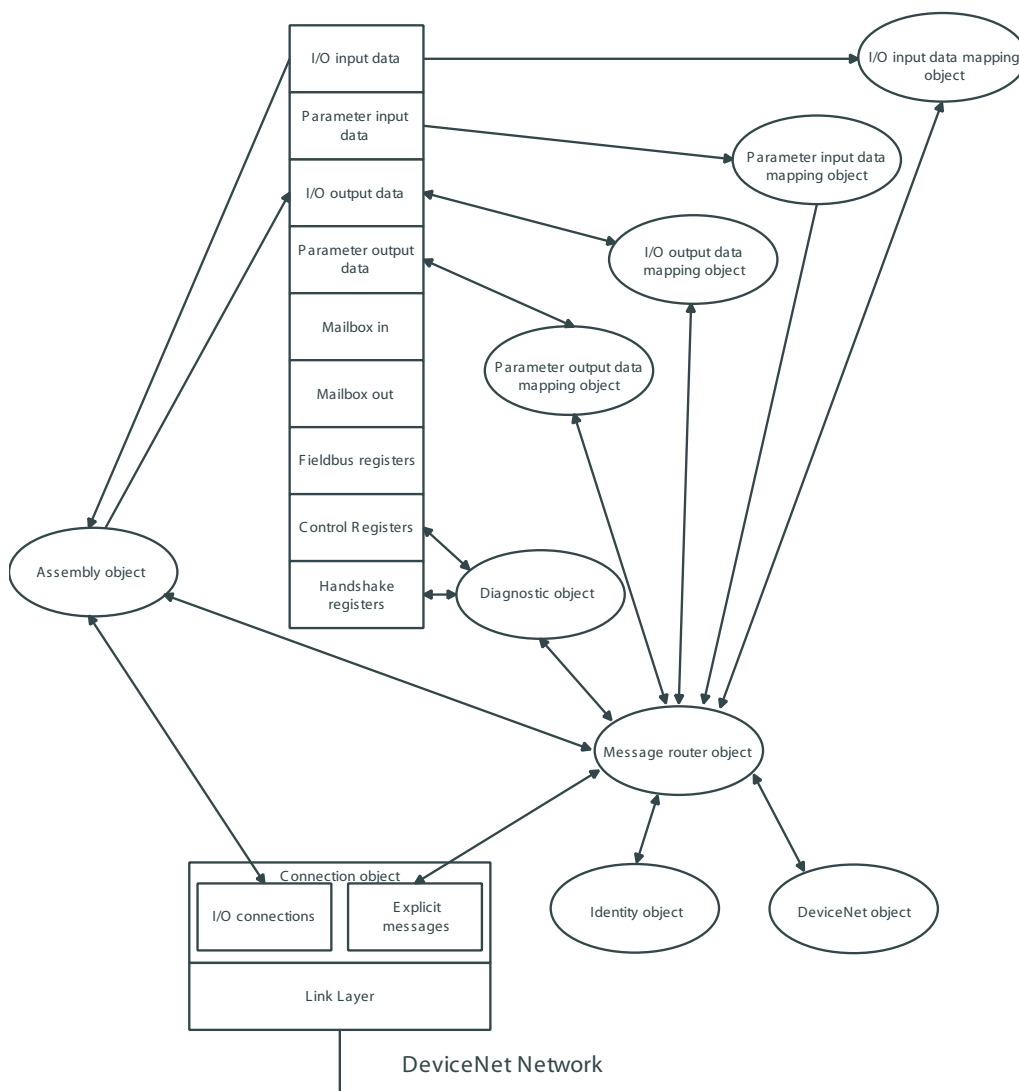 I/O input data
I/O input data mapping
object
Parameter input
data
Parameter input data
mapping object
I/O output data
I/O output data
mapping object
Parameter output
data
Mailbox in
Parameter output data
mapping object
Mailbox out
Fieldbus registers
Control Registers
Assembly object
Handshake
registers
Diagnostic object
Message router object
Connection object
I/O connections
Explicit
messages
Identity object
DeviceNet object
Link Layer
DeviceNet Network